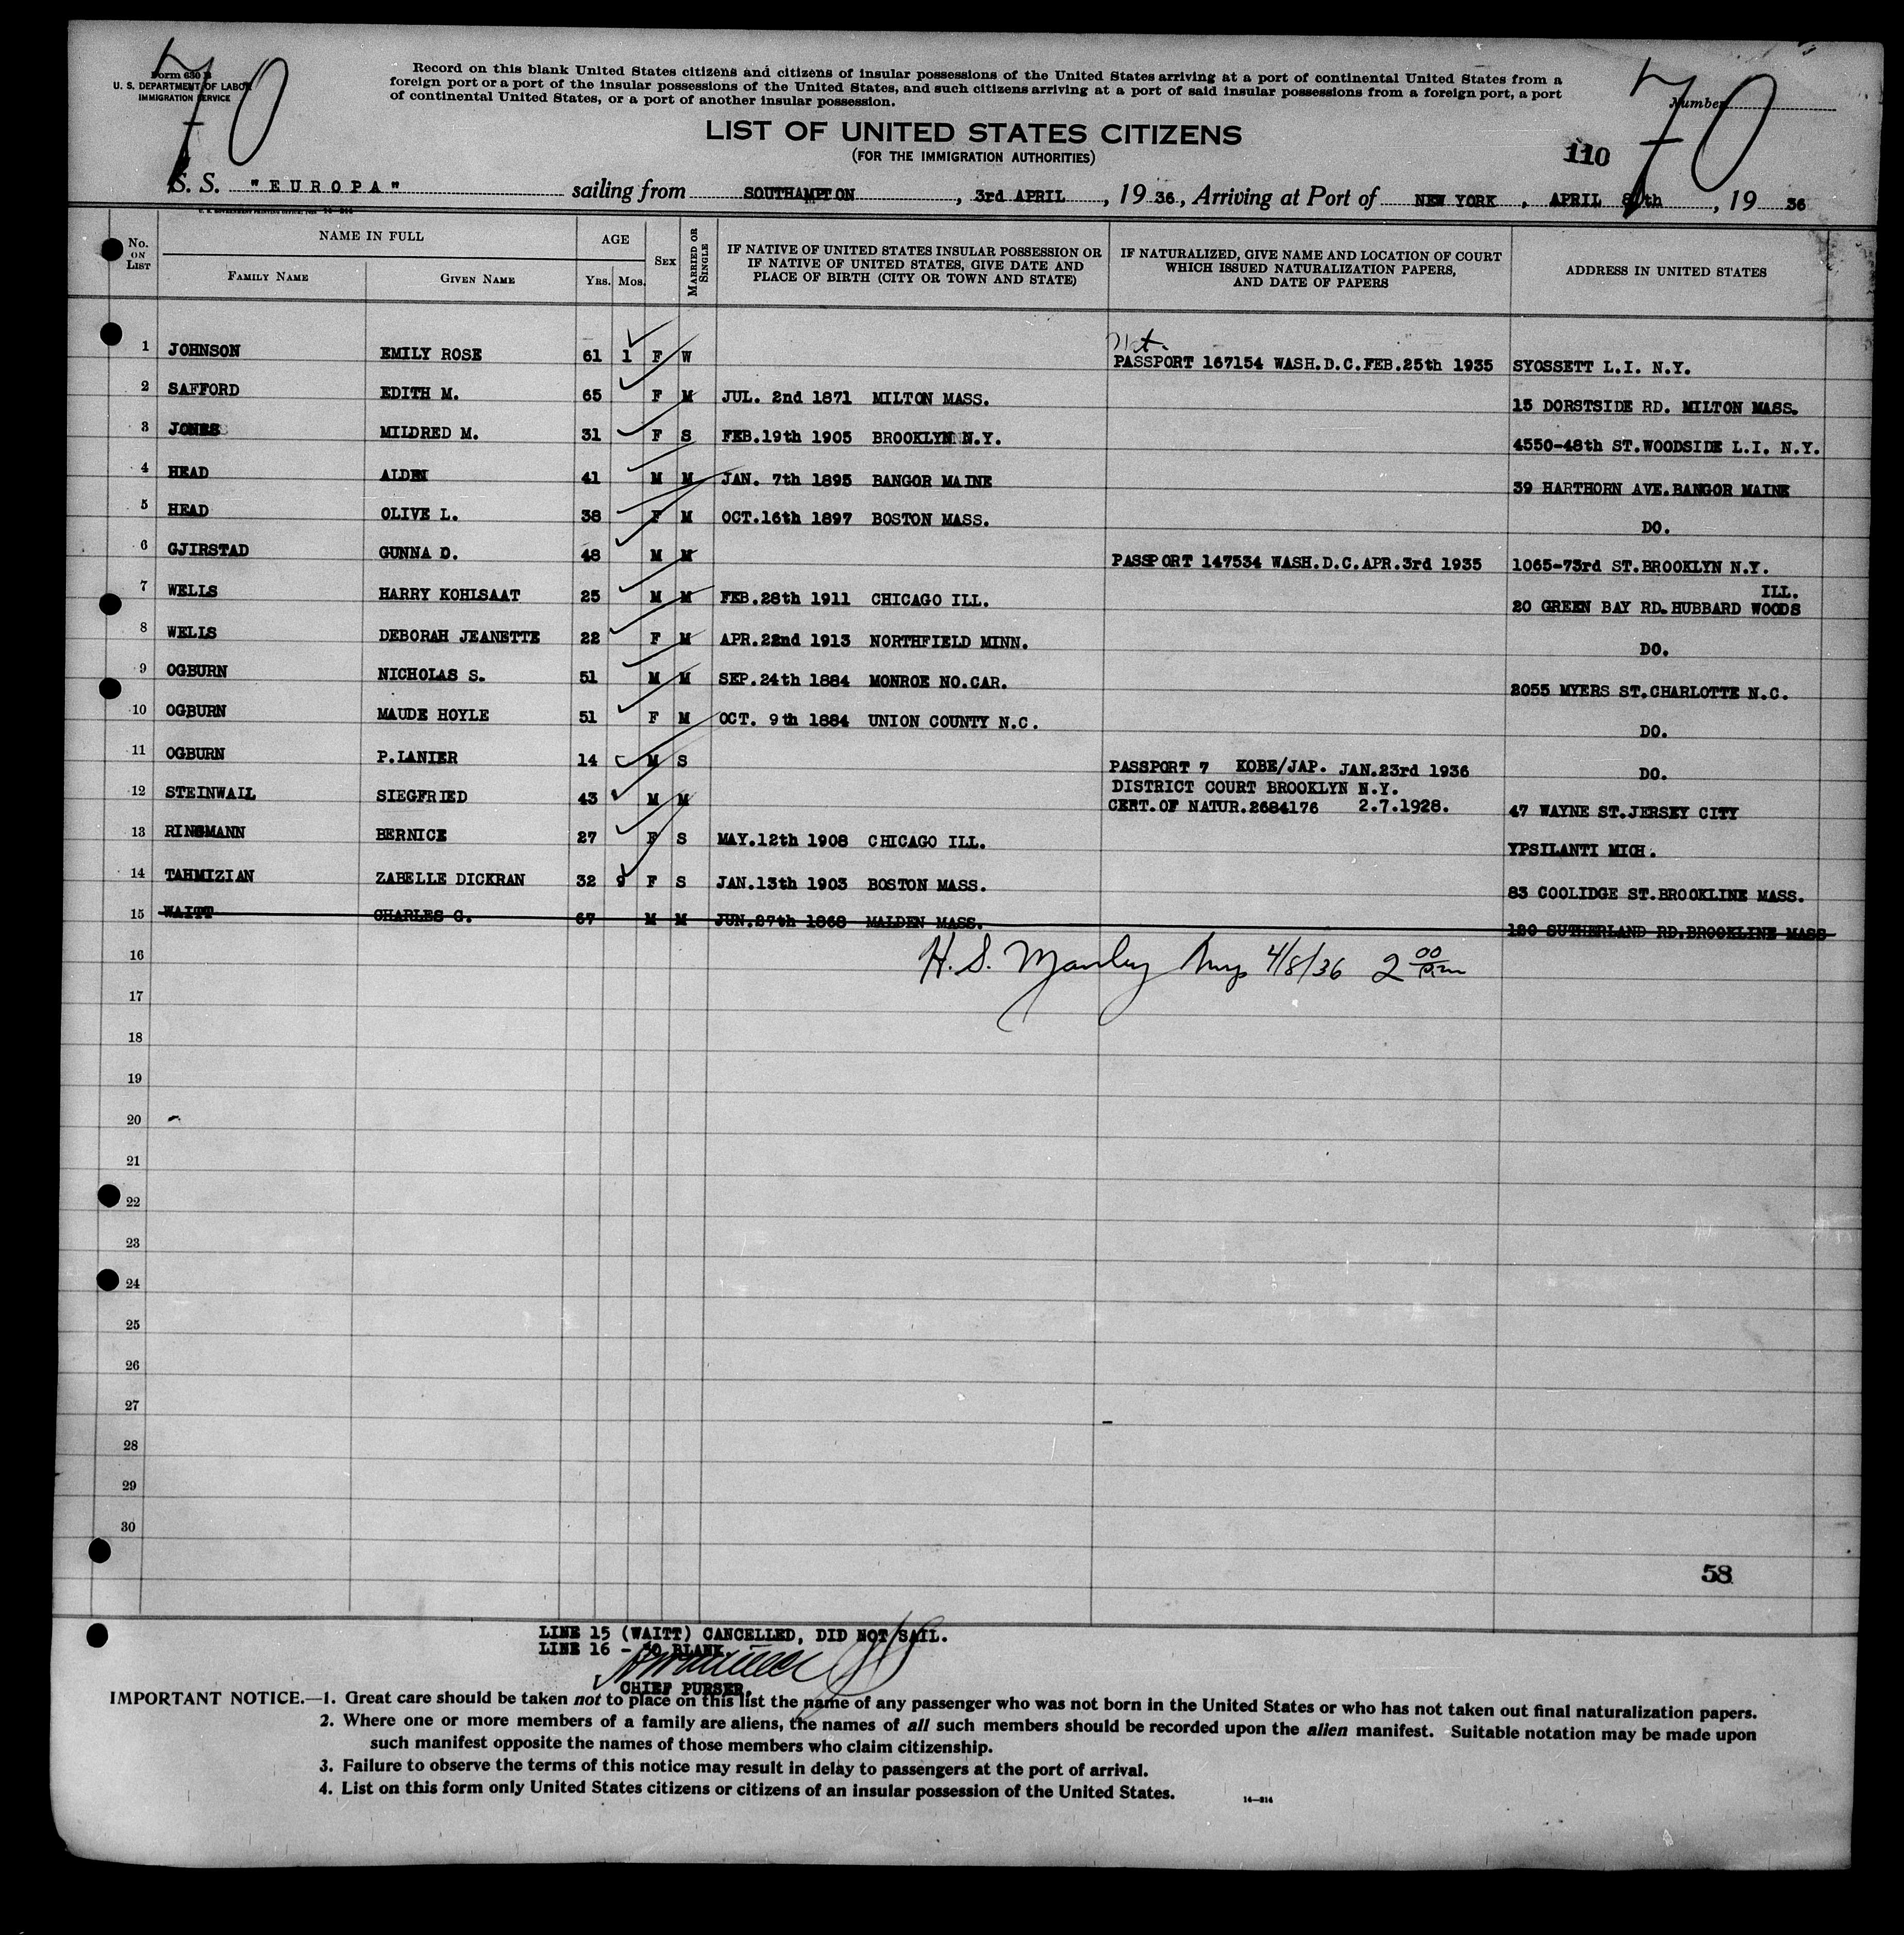 70
70
Form 630 B
U. S. DEPARTMENT OF LABOR
IMMIGRATION SERVICE
Record on this blank United States citizens and citizens of insular possessions of the United States arriving at a port of continental United States from a
foreign port or a port of the insular possessions of the United States, and such citizens arriving at a port of said insular possessions from a foreign port, a port
of continental United States, or a port of another insular possession.
Number
LIST OF UNITED STATES CITIZENS
(FOR THE IMMIGRATION AUTHORITIES)
110
S. S. "EUROPA" sailing from SOUTHAMPTON, 3rd APRIL, 19 36, Arriving at Port of NEW YORK, APRIL 8th, 19 36
No. ON LIST
NAME IN FULL
FAMILY NAME GIVEN NAME
AGE
YRS. MOS.
SEX
MARRIED OR SINGLE
IF NATIVE OF UNITED STATES INSULAR POSSESSION OR
IF NATIVE OF UNITED STATES, GIVE DATE AND
PLACE OF BIRTH (CITY OR TOWN AND STATE)
IF NATURALIZED, GIVE NAME AND LOCATION OF COURT
WHICH ISSUED NATURALIZATION PAPERS,
AND DATE OF PAPERS
ADDRESS IN UNITED STATES
1 JOHNSON EMILY ROSE 61 1 F W PASSPORT 167154 WASH.D.C.FEB.25th 1935 SYOSSETT L.I. N.Y.
2 SAFFORD EDITH M. 65 F M JUL. 2nd 1871 MILTON MASS. 15 DORSTSIDE RD. MILTON MASS.
3 JONES MILDRED M. 31 F S FEB.19th 1905 BROOKLYN N.Y. 4550-48th ST.WOODSIDE L.I. N.Y.
4 HEAD ALDEN 41 M M JAN. 7th 1895 BANGOR MAINE 39 HARTHORN AVE.BANGOR MAINE
5 HEAD OLIVE L. 38 F M OCT.16th 1897 BOSTON MASS. DO.
6 GJIRSTAD GUNNA O. 48 M M PASSPORT 147534 WASH.D.C.APR.3rd 1935 1065-73rd ST.BROOKLYN N.Y.
ILL.
7 WELLS HARRY KOHLSAAT 25 M M FEB.28th 1911 CHICAGO ILL. 20 GREEN BAY RD.HUBBARD WOODS
8 WELLS DEBORAH JEANETTE 22 F M APR.22nd 1913 NORTHFIELD MINN. DO.
9 OGBURN NICHOLAS S. 51 M M SEP.24th 1884 MONROE NO.CAR. 2055 MYERS ST.CHARLOTTE N.C.
10 OGBURN MAUDE HOYLE 51 F M OCT. 9th 1884 UNION COUNTY N.C. DO.
11 OGBURN P.LANIER 14 M S PASSPORT 7 KOBE/JAP. JAN.23rd 1936 DO.
DISTRICT COURT BROOKLYN N.Y.
12 STEINWAIL SIEGFRIED 43 M M CERT.OF NATUR.2684176 2.7.1928. 47 WAYNE ST.JERSEY CITY
13 RINGMANN BERNICE 27 F S MAY.12th 1908 CHICAGO ILL. YPSILANTI MICH.
14 TAHMIZIAN ZABELLE DICKRAN 32 9 F S JAN.13th 1903 BOSTON MASS. 83 COOLIDGE ST.BROOKLINE MASS.
15 WAITT CHARLES G. 67 M M JUN.27th 1868 MALDEN MASS. 120 SUTHERLAND RD.BROOKLINE MASS
16 H. S. Manley 4/8/36 2 00 p.m
17
18
19
20
21
22
23
24
25
26
27
28
29
30
58
LINE 15 (WAITT) CANCELLED, DID NOT SAIL.
LINE 16 - 30 BLANK.
CHIEF PURSER.
IMPORTANT NOTICE.—1. Great care should be taken not to place on this list the name of any passenger who was not born in the United States or who has not taken out final naturalization papers.
2. Where one or more members of a family are aliens, the names of all such members should be recorded upon the alien manifest. Suitable notation may be made upon
such manifest opposite the names of those members who claim citizenship.
3. Failure to observe the terms of this notice may result in delay to passengers at the port of arrival.
4. List on this form only United States citizens or citizens of an insular possession of the United States.
14—214